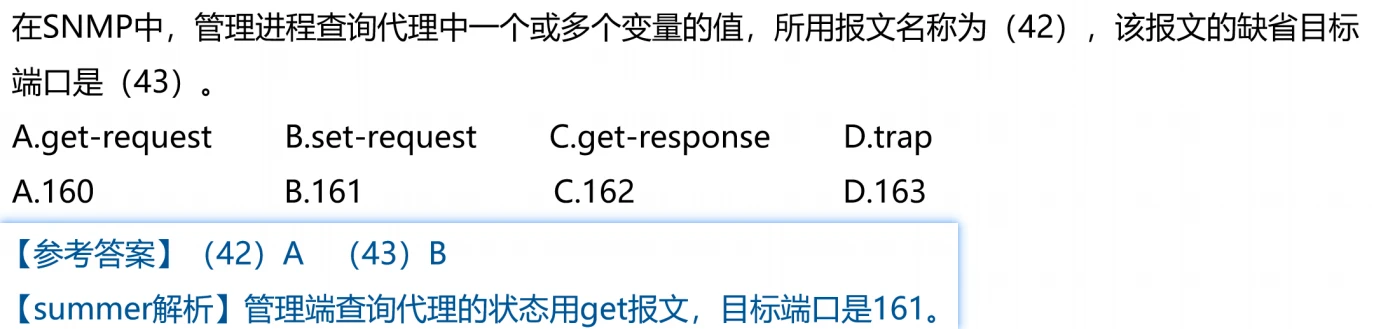 在SNMP中，管理进程查询代理中一个或多个变量的值，所用报文名称为（42），该报文的缺省目标
端口是（43）。
A.get-request B.set-request C.get-response D.trap
A.160 B.161 C.162 D.163
【参考答案】（42）A （43）B
【summer解析】管理端查询代理的状态用get报文，目标端口是161。